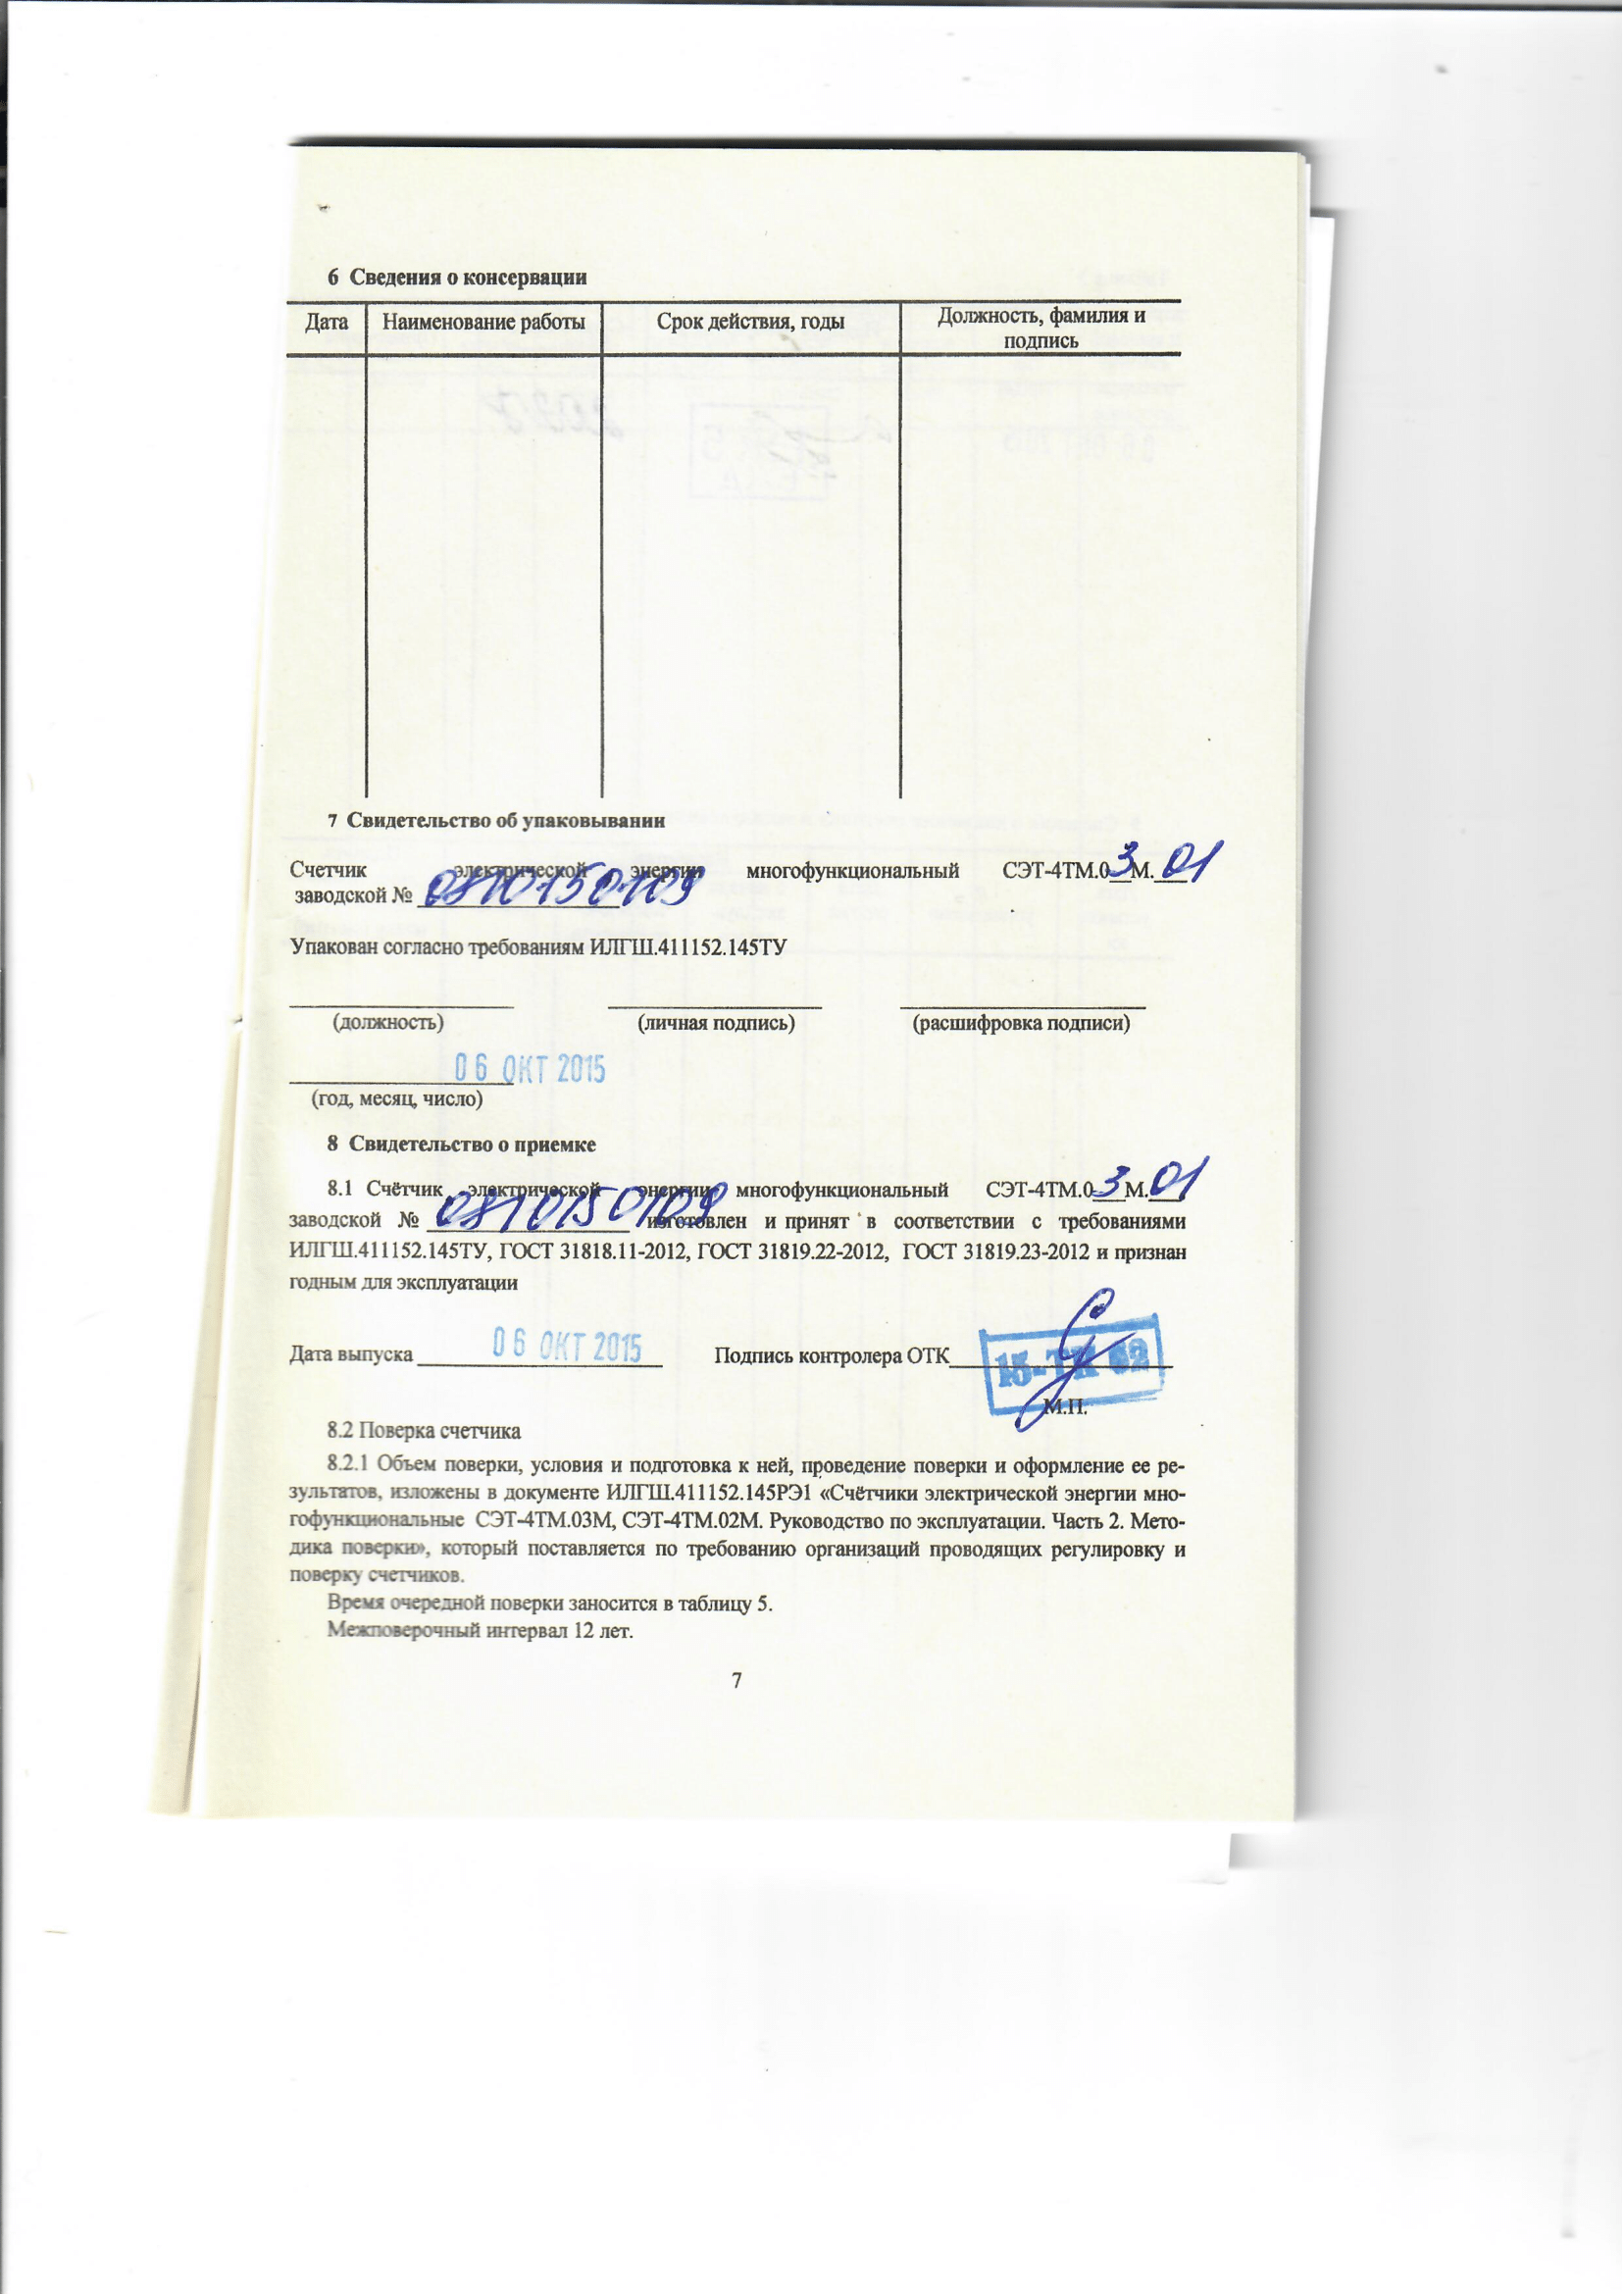 6 Сведения о консервации
Дата Наименование работы Срок действия, годы Должность, фамилия и
подпись
7 Свидетельство об упаковывании
Счетчик электрической энергии многофункциональный СЭТ-4ТМ.03М.01
заводской № 0810150109
Упакован согласно требованиям ИЛГШ.411152.145ТУ
(должность) (личная подпись) (расшифровка подписи)
06 ОКТ 2015
(год, месяц, число)
8 Свидетельство о приемке
8.1 Счётчик электрической энергии многофункциональный СЭТ-4ТМ.03М.01
заводской № 0810150109 изготовлен и принят в соответствии с требованиями
ИЛГШ.411152.145ТУ, ГОСТ 31818.11-2012, ГОСТ 31819.22-2012, ГОСТ 31819.23-2012 и признан
годным для эксплуатации
Дата выпуска 06 ОКТ 2015 Подпись контролера ОТК
М.П.
8.2 Поверка счетчика
8.2.1 Объем поверки, условия и подготовка к ней, проведение поверки и оформление ее ре-
зультатов, изложены в документе ИЛГШ.411152.145РЭ1 «Счётчики электрической энергии мно-
гофункциональные СЭТ-4ТМ.03М, СЭТ-4ТМ.02М. Руководство по эксплуатации. Часть 2. Мето-
дика поверки», который поставляется по требованию организаций проводящих регулировку и
поверку счетчиков.
Время очередной поверки заносится в таблицу 5.
Межповерочный интервал 12 лет.
7